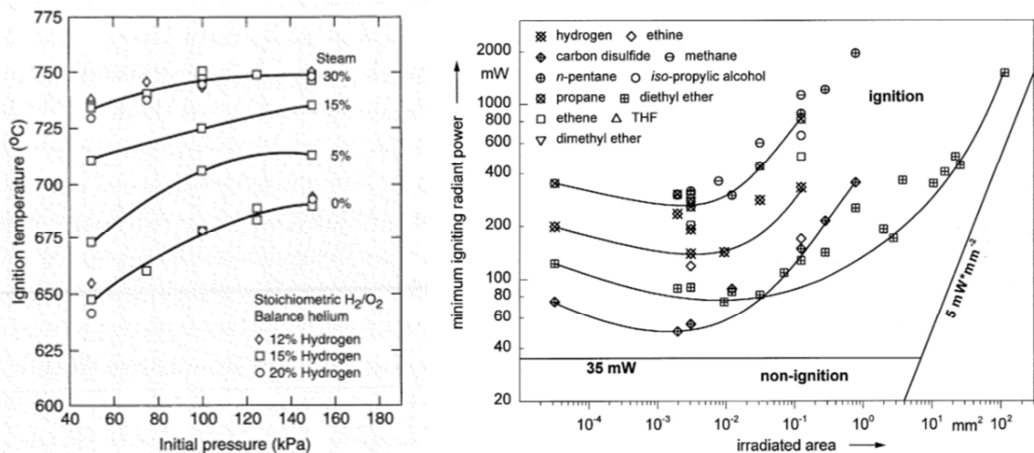 775
750
725
700
675
650
625
600
40
60
80
100
120
140
160
180
Ignition temperature (°C)
Initial pressure (kPa)
Steam
30%
15%
5%
0%
Stoichiometric H₂/O₂
Balance helium
◇ 12% Hydrogen
□ 15% Hydrogen
○ 20% Hydrogen
minimum igniting radiant power
2000
mW
1000
800
600
400
200
100
80
60
40
20
hydrogen
ethine
carbon disulfide
methane
n-pentane
iso-propylic alcohol
propane
diethyl ether
ethene
THF
dimethyl ether
ignition
5 mW*mm⁻²
35 mW
non-ignition
10⁻⁴
10⁻³
10⁻²
10⁻¹
10⁰
10¹
mm²
10²
irradiated area